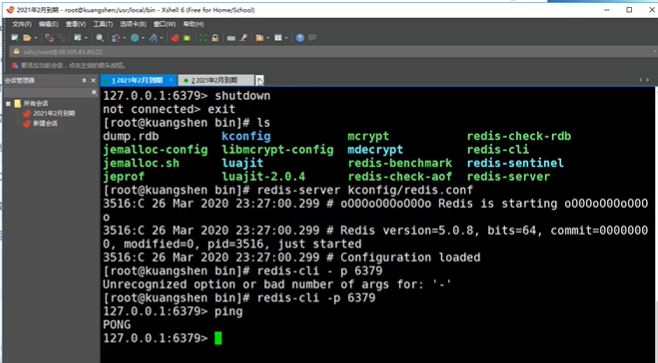 2021年2月到期 - root@kuangshen:/usr/local/bin - Xshell 6 (Free for Home/School)
文件(F) 编辑(E) 查看(V) 工具(T) 选项卡(B) 窗口(W) 帮助(H)
ssh://root@39.105.61.80:22
要添加当前会话，点击左侧的箭头按钮。
会话管理器
1 2021年2月到期
2 2021年2月到期
所有会话
2021年2月到期
新建会话
127.0.0.1:6379> shutdown
not connected> exit
[root@kuangshen bin]# ls
dump.rdb kconfig mcrypt redis-check-rdb
jemalloc-config libmcrypt-config mdecrypt redis-cli
jemalloc.sh luajit redis-benchmark redis-sentinel
jeprof luajit-2.0.4 redis-check-aof redis-server
[root@kuangshen bin]# redis-server kconfig/redis.conf
3516:C 26 Mar 2020 23:27:00.299 # oO0OoO0OoO0Oo Redis is starting oO0OoO0OoO0O
o
3516:C 26 Mar 2020 23:27:00.299 # Redis version=5.0.8, bits=64, commit=0000000
0, modified=0, pid=3516, just started
3516:C 26 Mar 2020 23:27:00.299 # Configuration loaded
[root@kuangshen bin]# redis-cli - p 6379
Unrecognized option or bad number of args for: '-'
[root@kuangshen bin]# redis-cli -p 6379
127.0.0.1:6379> ping
PONG
127.0.0.1:6379>